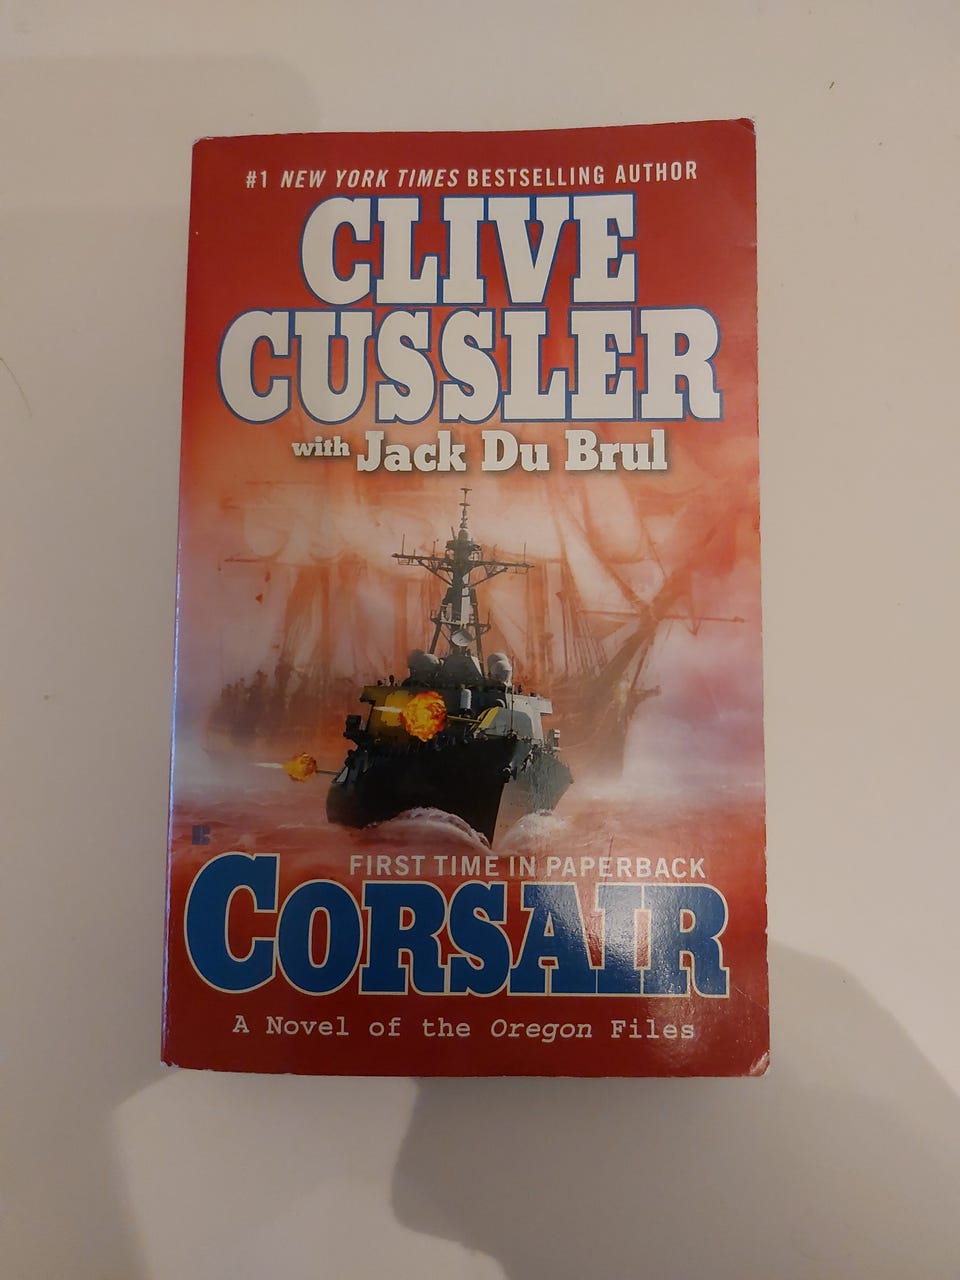 #1 NEW YORK TIMES BESTSELLING AUTHOR
CLIVE
CUSSLER
with Jack Du Brul
B
FIRST TIME IN PAPERBACK
CORSAIR
A Novel of the Oregon Files